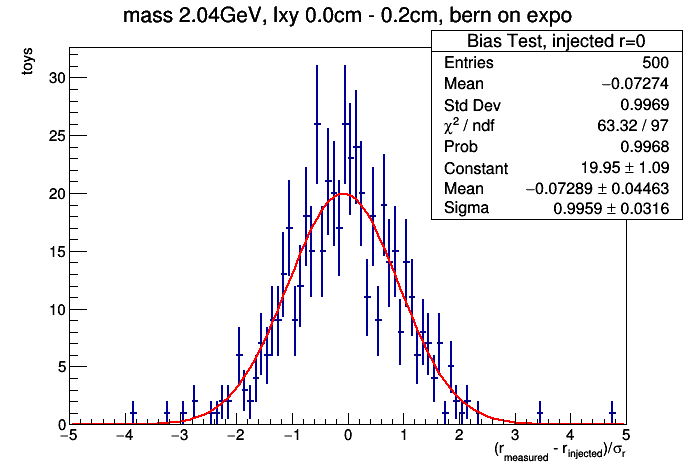 mass 2.04GeV, lxy 0.0cm - 0.2cm, bern on expo
Bias Test, injected r=0
Entries 500
Mean −0.07274
Std Dev 0.9969
χ² / ndf 63.32 / 97
Prob 0.9968
Constant 19.95 ± 1.09
Mean −0.07289 ± 0.04463
Sigma 0.9959 ± 0.0316
toys
30
25
20
15
10
5
0
−5 −4 −3 −2 −1 0 1 2 3 4 5
(r_measured - r_injected)/σ_r